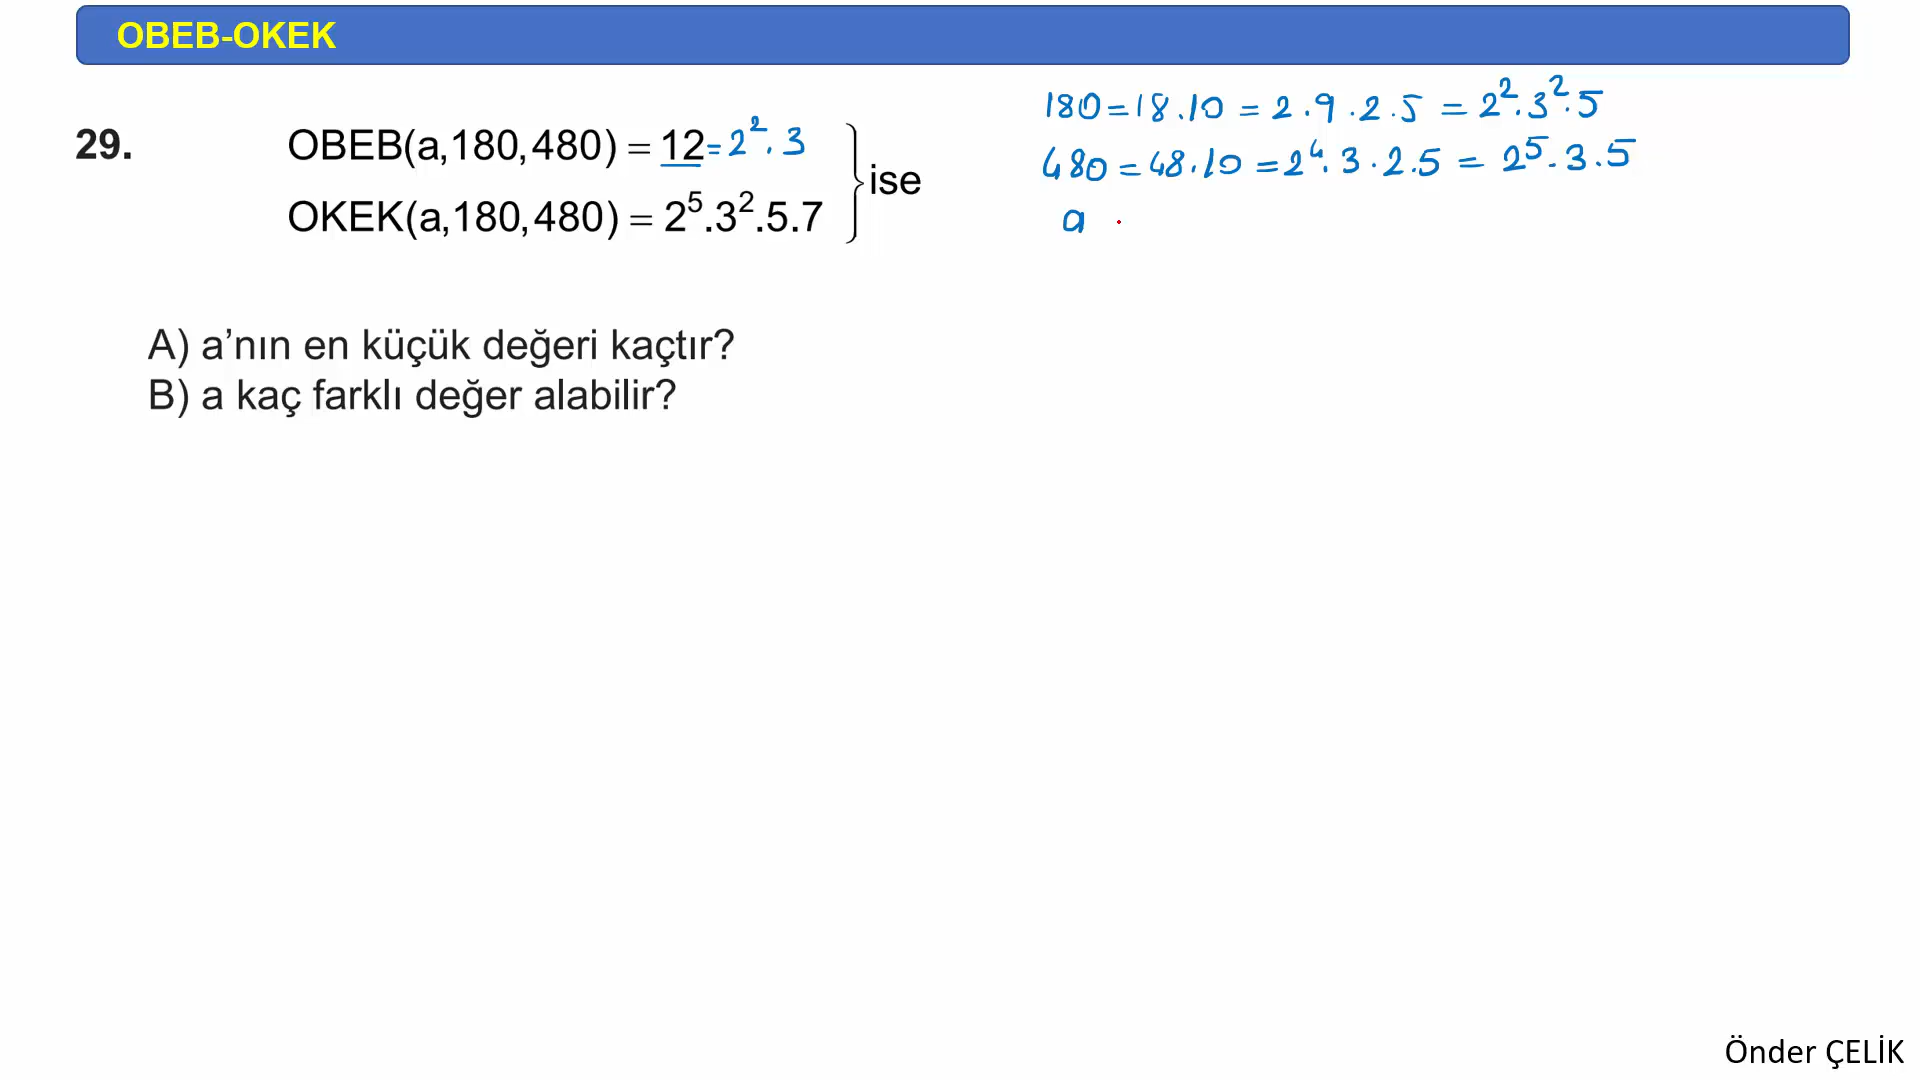 OBEB-OKEK
29. OBEB(a,180,480) = 12 = 2².3
OKEK(a,180,480) = 2⁵.3².5.7
ise
180 = 18.10 = 2.9.2.5 = 2².3².5
480 = 48.10 = 2⁴.3.2.5 = 2⁵.3.5
a
A) a’nın en küçük değeri kaçtır?
B) a kaç farklı değer alabilir?
Önder ÇELİK